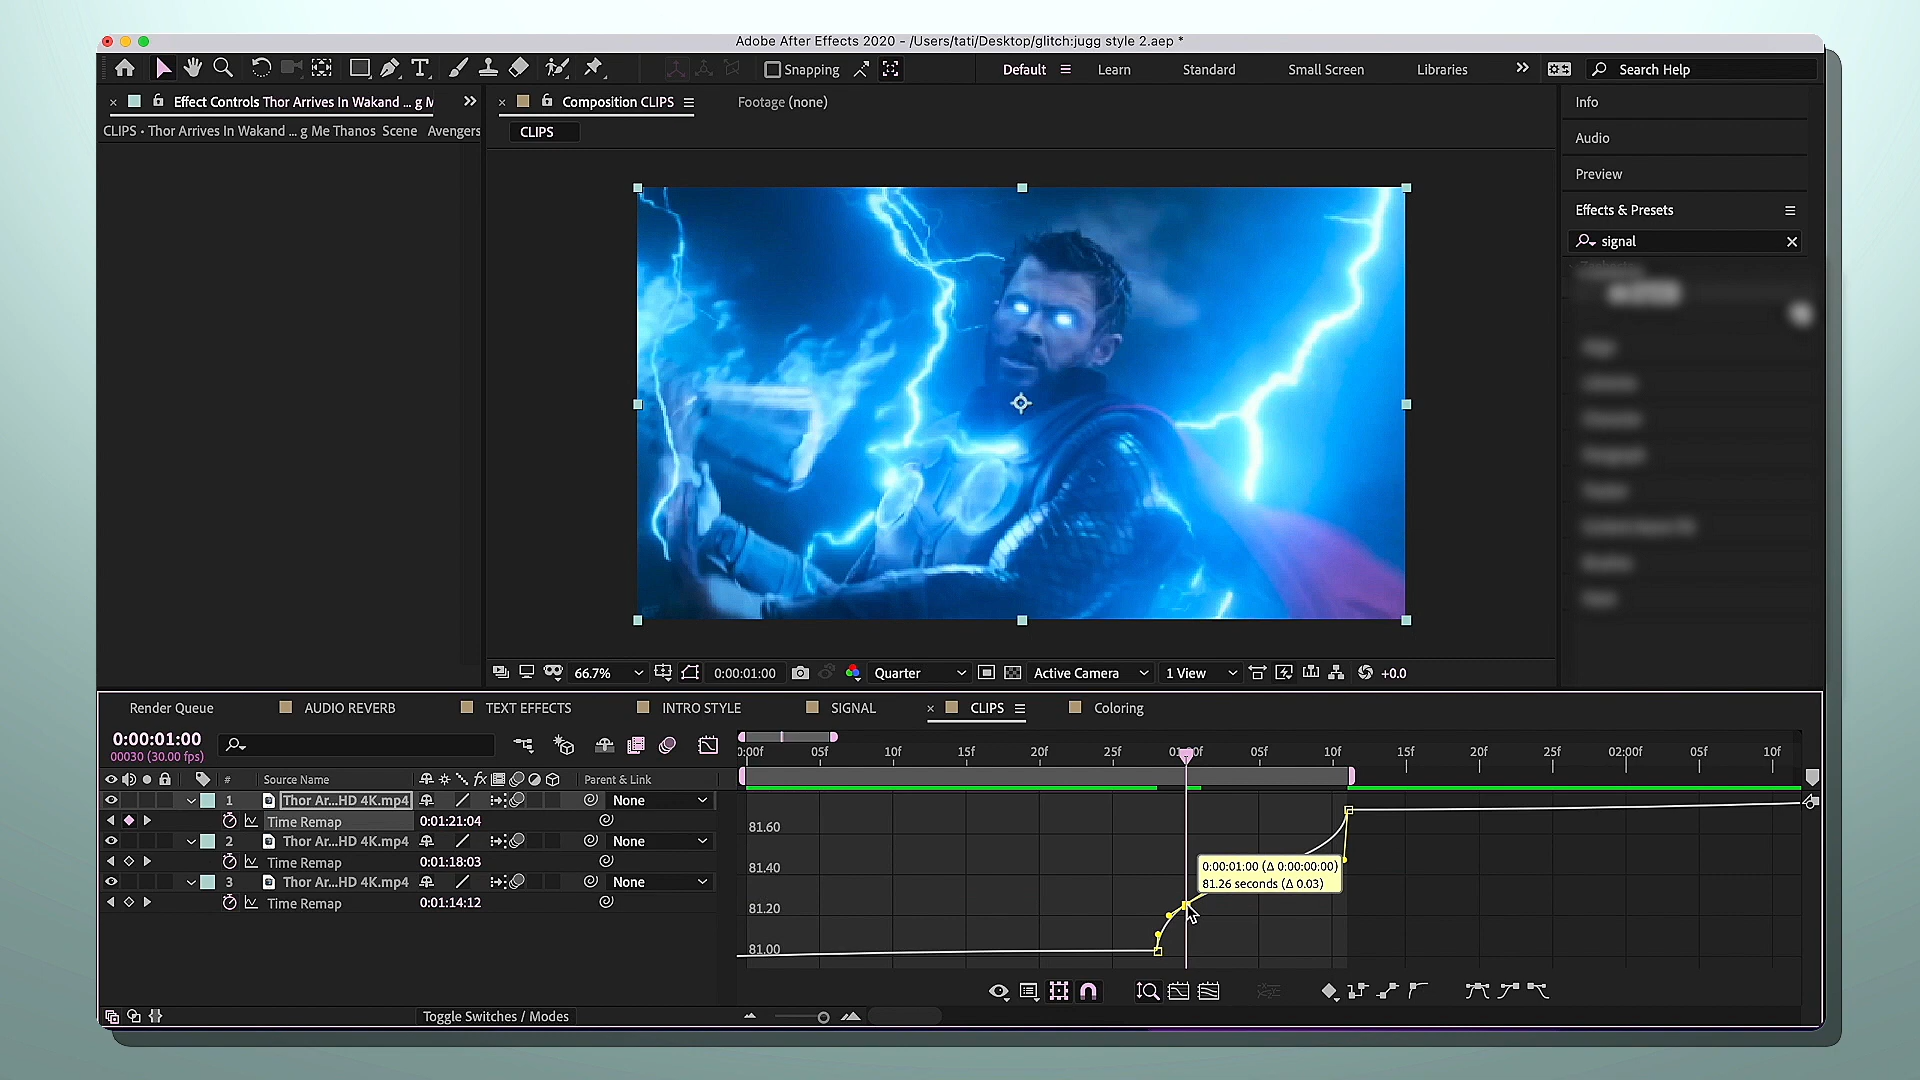 Adobe After Effects 2020 - /Users/tati/Desktop/glitch:jugg style 2.aep *
Snapping
Default
Learn
Standard
Small Screen
Libraries
Search Help
Effect Controls Thor Arrives In Wakand ... g M
Composition CLIPS
Footage (none)
Info
CLIPS • Thor Arrives In Wakand ... g Me Thanos Scene Avengers
CLIPS
Audio
Preview
Effects & Presets
signal
66.7%
0:00:01:00
Quarter
Active Camera
1 View
+0.0
Render Queue
AUDIO REVERB
TEXT EFFECTS
INTRO STYLE
SIGNAL
CLIPS
Coloring
0:00:01:00
00030 (30.00 fps)
0:00f 05f 10f 15f 20f 25f 01:00f 05f 10f 15f 20f 25f 02:00f 05f 10f
# Source Name
Parent & Link
1 Thor Ar...HD 4K.mp4 None
Time Remap 0:01:21:04
2 Thor Ar...HD 4K.mp4 None
Time Remap 0:01:18:03
3 Thor Ar...HD 4K.mp4 None
Time Remap 0:01:14:12
81.60
81.40
81.20
81.00
0:00:01:00 (Δ 0:00:00:00)
81.26 seconds (Δ 0.03)
Toggle Switches / Modes